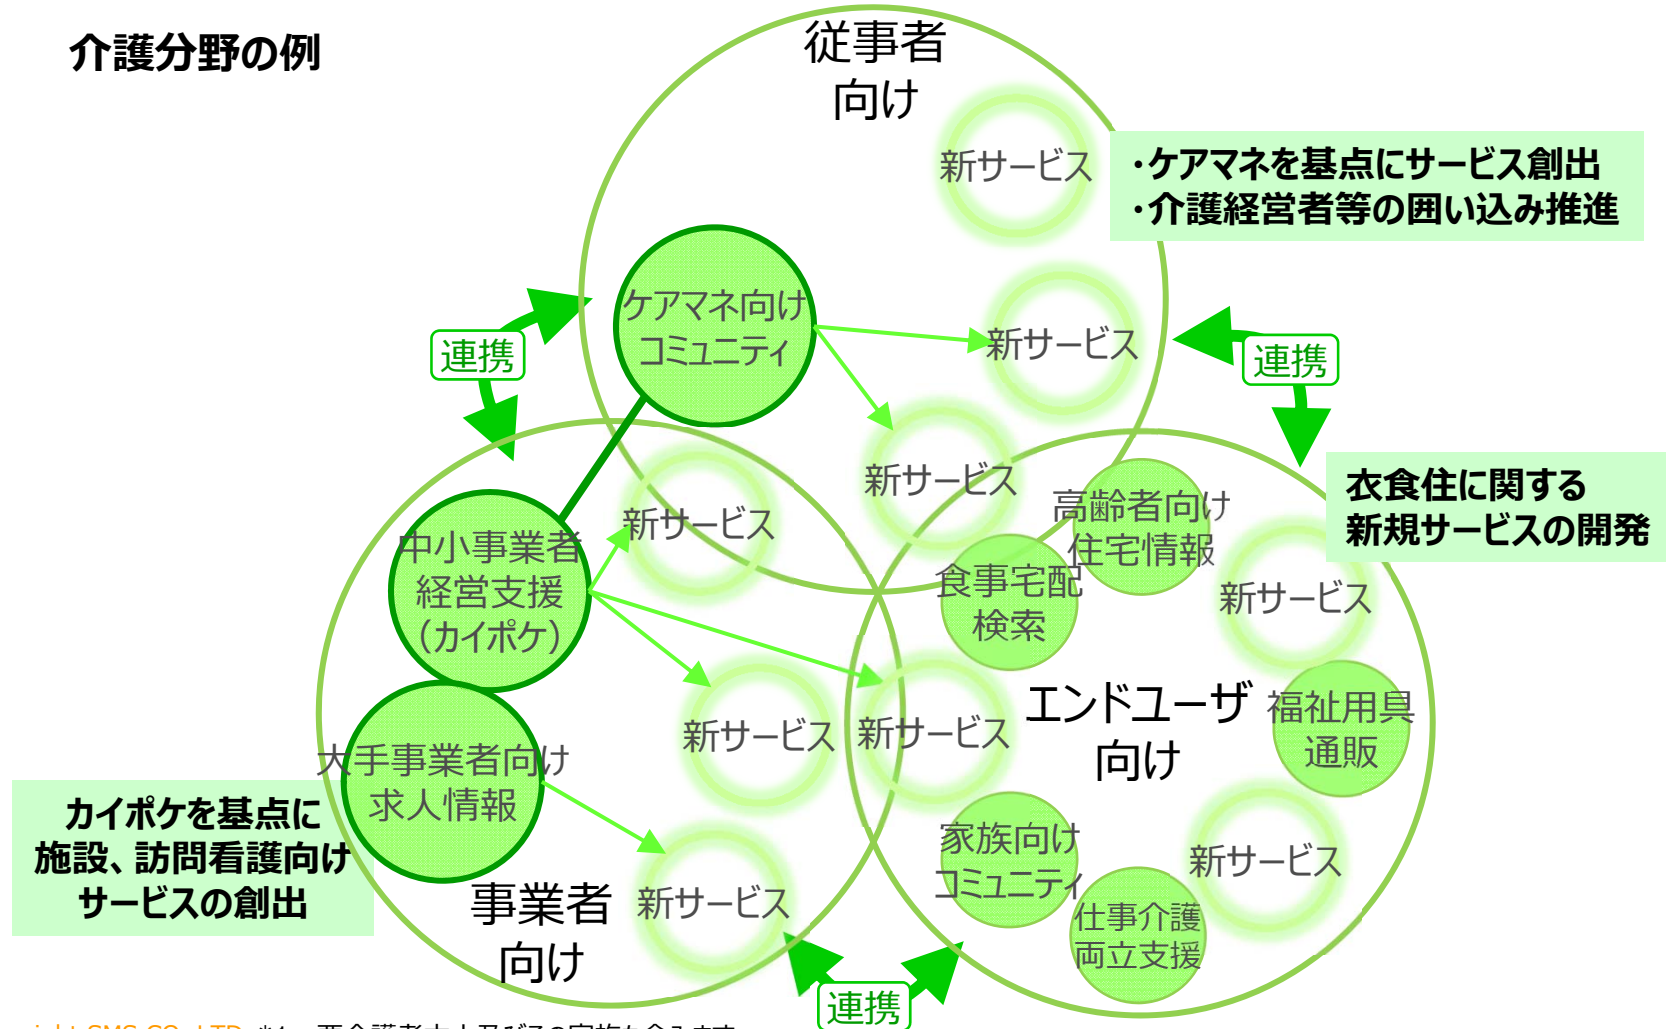 介護分野の例
従事者
向け
新サービス
・ケアマネを基点にサービス創出
・介護経営者等の囲い込み推進
ケアマネ向け
コミュニティ
新サービス
連携
連携
新サービス
新サービス
高齢者向け
住宅情報
衣食住に関する
新規サービスの開発
中小事業者
経営支援
(カイポケ)
食事宅配
検索
新サービス
新サービス
新サービス
エンドユーザ
向け
福祉用具
通販
大手事業者向け
求人情報
カイポケを基点に
施設、訪問看護向け
サービスの創出
家族向け
コミュニティ
新サービス
事業者
向け
新サービス
仕事介護
両立支援
連携
SMS CO., LTD.